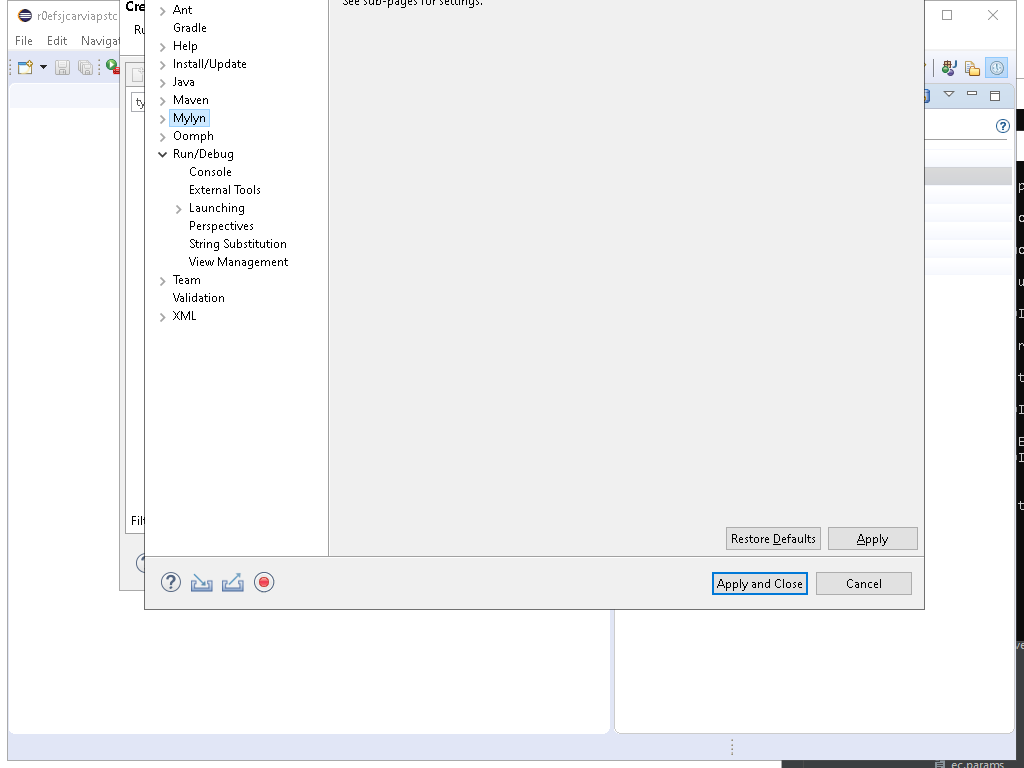 See sub-pages for settings.
r0efsjcarviapstc
Cre
File Edit Navigat
Ru
ty
Ant
Gradle
Help
Install/Update
Java
Maven
Mylyn
Oomph
Run/Debug
Console
External Tools
Launching
Perspectives
String Substitution
View Management
Team
Validation
XML
Filt
Restore Defaults Apply
Apply and Close Cancel
ec.params